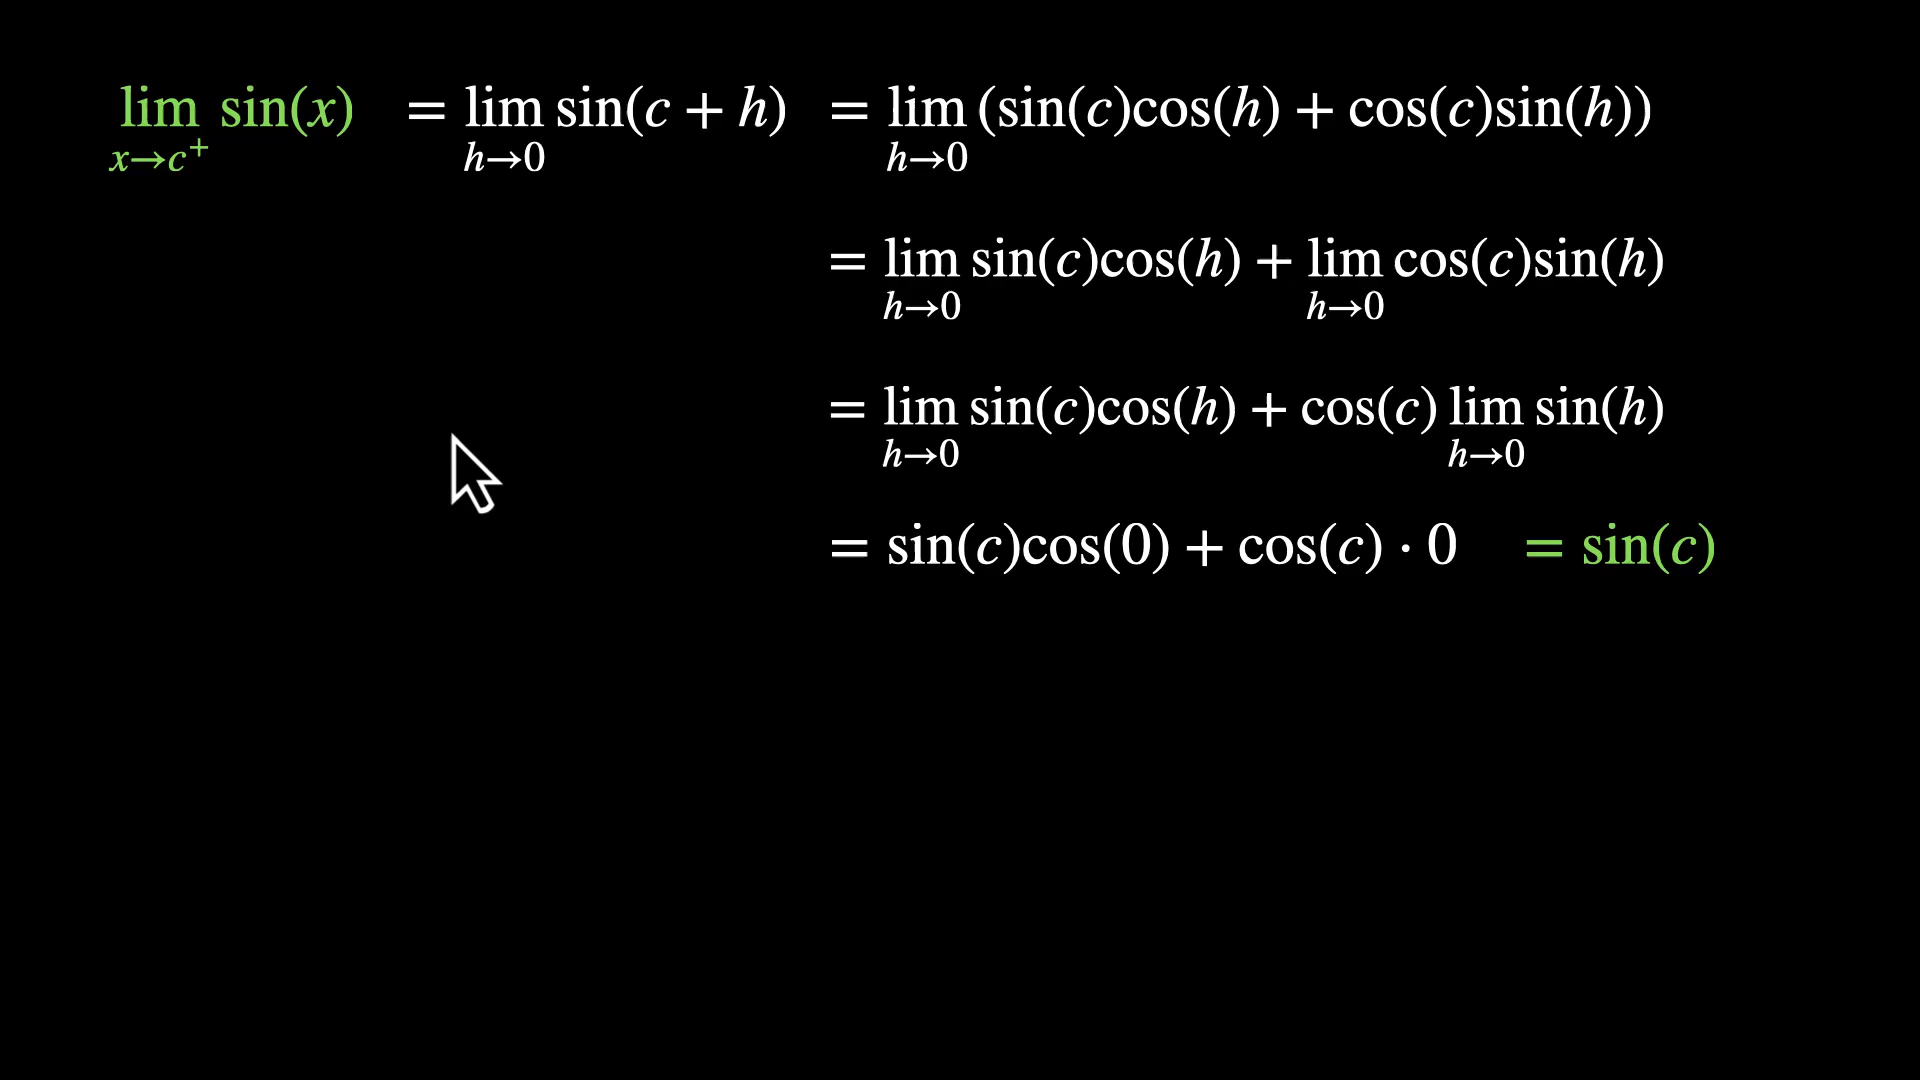 lim x→c⁺ sin(x) = lim h→0 sin(c + h) = lim h→0 (sin(c)cos(h) + cos(c)sin(h))
= lim h→0 sin(c)cos(h) + lim h→0 cos(c)sin(h)
= lim h→0 sin(c)cos(h) + cos(c) lim h→0 sin(h)
= sin(c)cos(0) + cos(c) · 0 = sin(c)